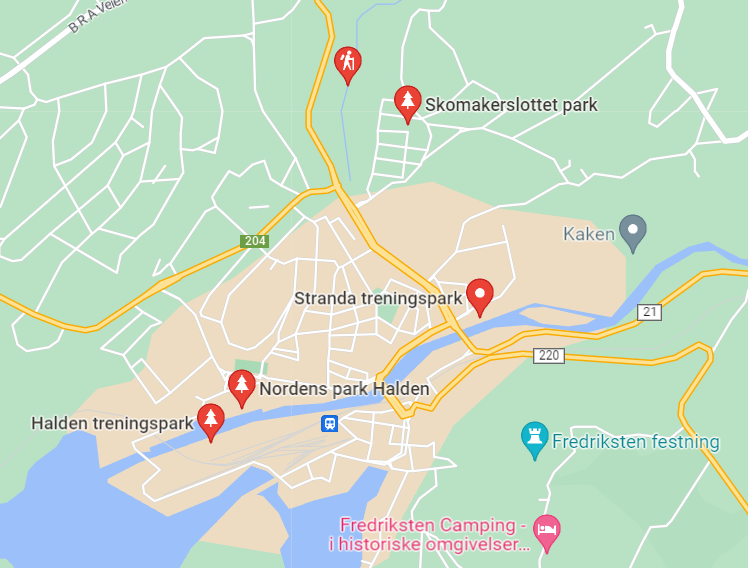 B R A Veien
Skomakerslottet park
Kaken
204
Stranda treningspark
21
220
Nordens park Halden
Halden treningspark
Fredriksten festning
Fredriksten Camping -
i historiske omgivelser...